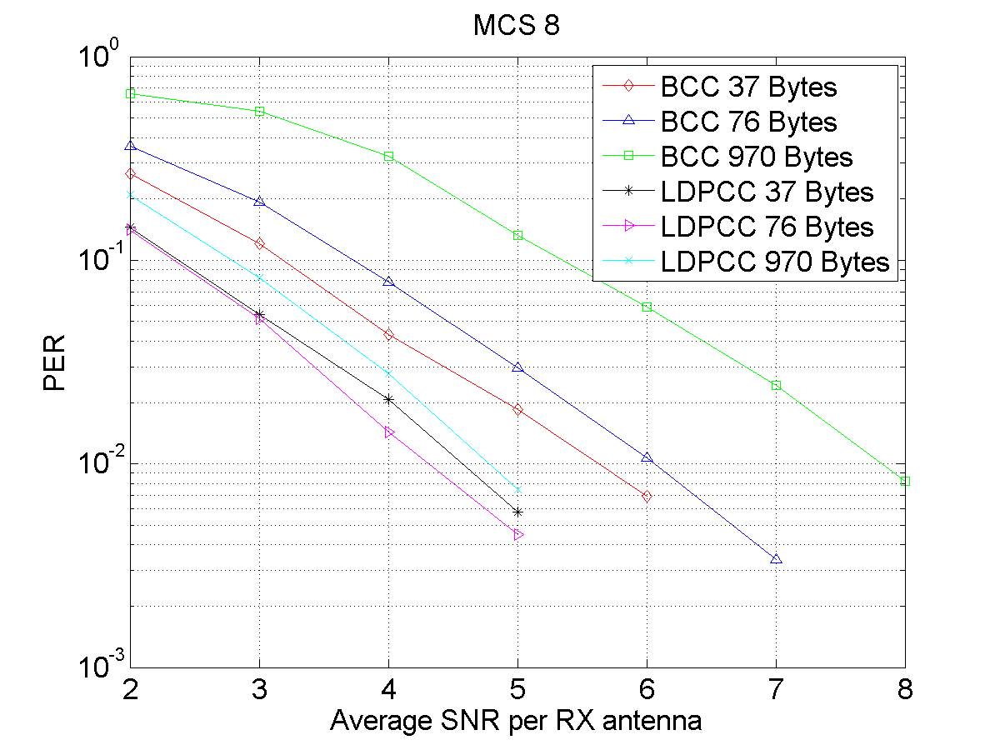 MCS 8
10^0
BCC 37 Bytes
BCC 76 Bytes
BCC 970 Bytes
LDPCC 37 Bytes
LDPCC 76 Bytes
LDPCC 970 Bytes
10^-1
PER
10^-2
10^-3
2 3 4 5 6 7 8
Average SNR per RX antenna